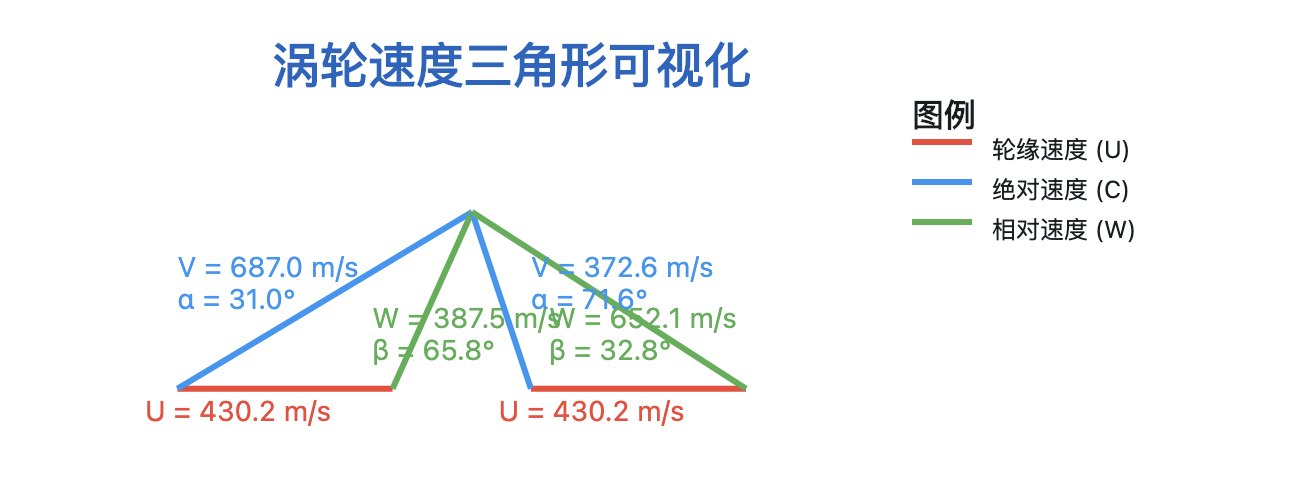 涡轮速度三角形可视化
图例
轮缘速度 (U)
绝对速度 (C)
相对速度 (W)
V = 687.0 m/s
α = 31.0°
V = 372.6 m/s
α = 71.6°
W = 387.5 m/s
β = 65.8°
W = 652.1 m/s
β = 32.8°
U = 430.2 m/s
U = 430.2 m/s